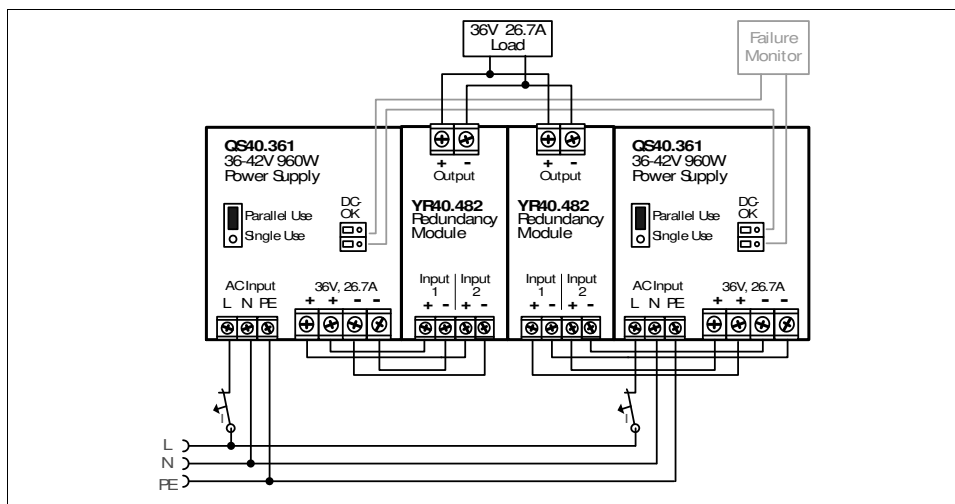 36V 26.7A
Load
Failure
Monitor
QS40.361
36-42V 960W
Power Supply
Parallel Use
Single Use
DC-
OK
AC Input
L N PE
36V, 26.7A
+ + - -
+ -
Output
YR40.482
Redundancy
Module
Input Input
1 2
+ - + -
+ -
Output
YR40.482
Redundancy
Module
Input Input
1 2
+ - + -
QS40.361
36-42V 960W
Power Supply
Parallel Use
Single Use
DC-
OK
AC Input
L N PE
36V, 26.7A
+ + - -
I
I
L
N
PE